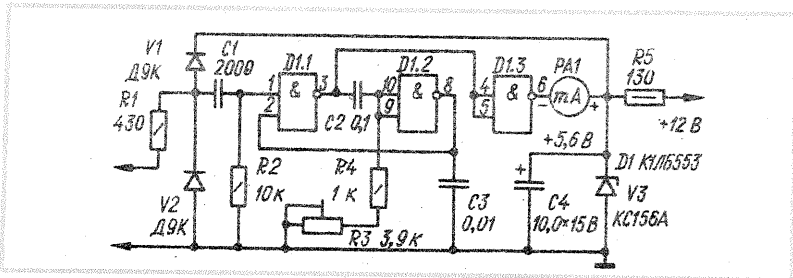 V1
Д9К
C1
2000
R1
430
D1.1
&
1
2
3
C2 0,1
D1.2
&
10
9
8
D1.3
&
4
5
6
PA1
mA
−
+
R5
130
+12 В
+5,6 В
D1 К1ЛБ553
R2
10к
R4
1 к
R3 3,9к
C3
0,01
+
C4
10,0×15В
V3
КС156А
V2
Д9К